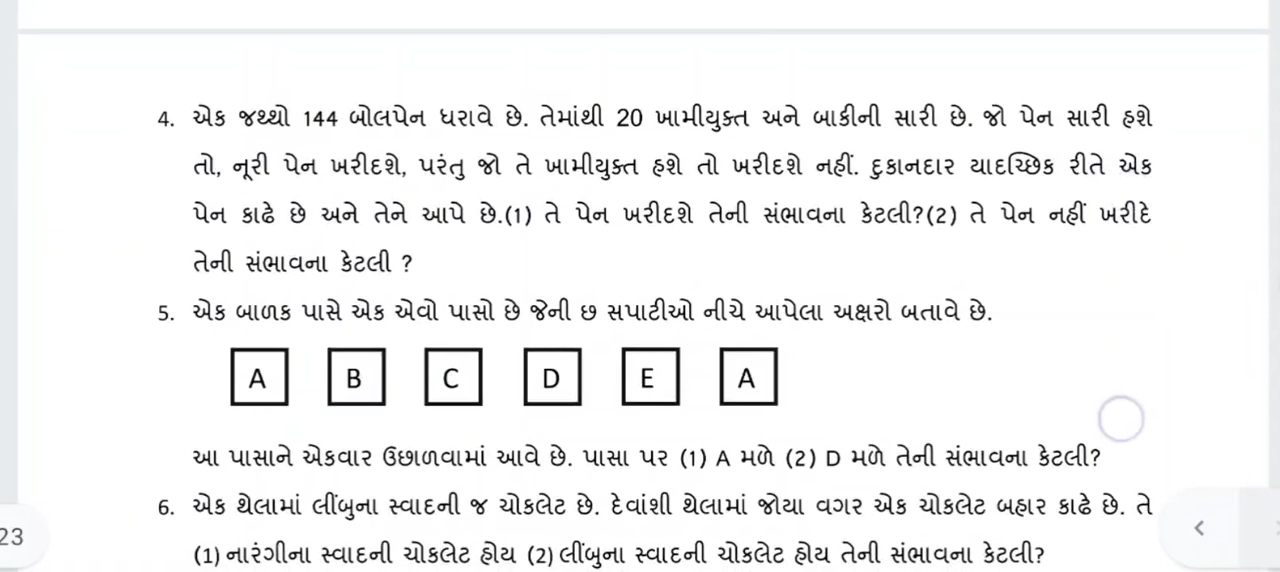 4. એક જથ્થો 144 બોલપેન ધરાવે છે. તેમાંથી 20 ખામીયુક્ત અને બાકીની સારી છે. જો પેન સારી હશે
તો, નૂરી પેન ખરીદશે, પરંતુ જો તે ખામીયુક્ત હશે તો ખરીદશે નહીં. દુકાનદાર યાદચ્છિક રીતે એક
પેન કાઢે છે અને તેને આપે છે.(1) તે પેન ખરીદશે તેની સંભાવના કેટલી?(2) તે પેન નહીં ખરીદે
તેની સંભાવના કેટલી ?
5. એક બાળક પાસે એક એવો પાસો છે જેની છ સપાટીઓ નીચે આપેલા અક્ષરો બતાવે છે.
A B C D E A
આ પાસાને એકવાર ઉછાળવામાં આવે છે. પાસા પર (1) A મળે (2) D મળે તેની સંભાવના કેટલી?
6. એક થેલામાં લીંબુના સ્વાદની જ ચોકલેટ છે. દેવાંશી થેલામાં જોયા વગર એક ચોકલેટ બહાર કાઢે છે. તે
(1) નારંગીના સ્વાદની ચોકલેટ હોય (2) લીંબુના સ્વાદની ચોકલેટ હોય તેની સંભાવના કેટલી?
23